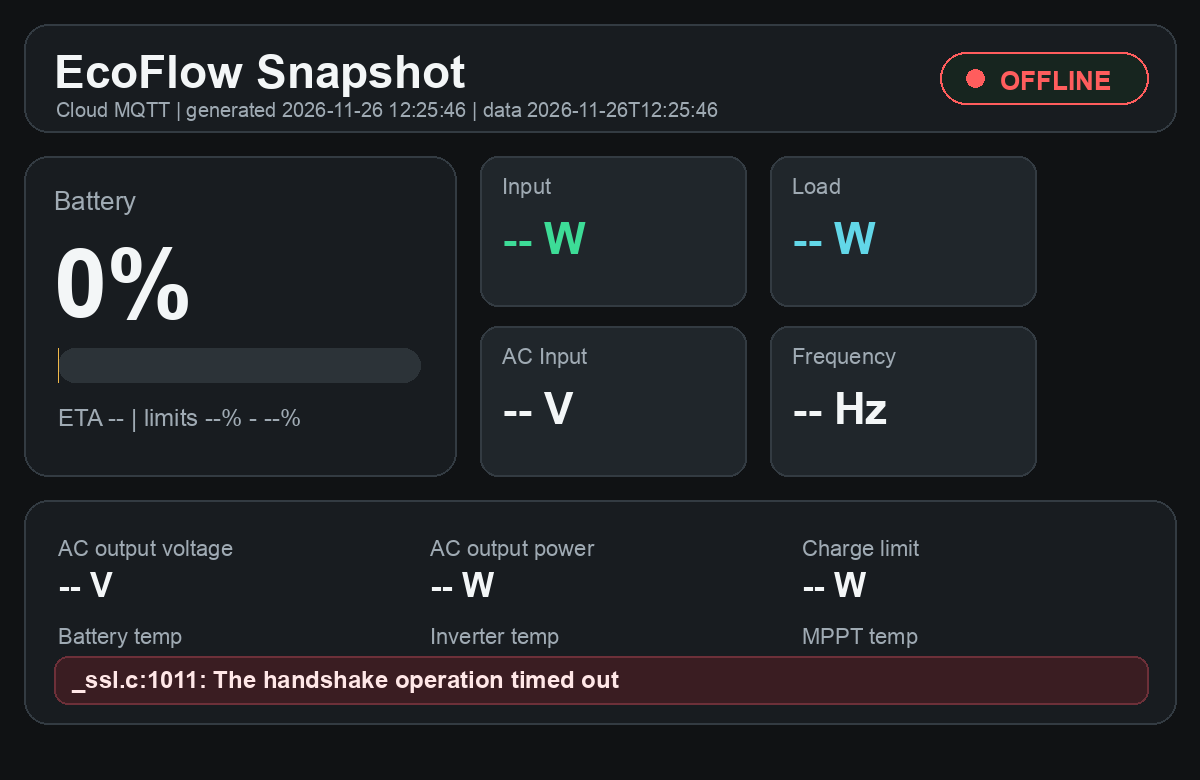 EcoFlow Snapshot
Cloud MQTT | generated 2026-11-26 12:25:46 | data 2026-11-26T12:25:46
OFFLINE
Battery
0%
ETA -- | limits --% - --%
Input
-- W
Load
-- W
AC Input
-- V
Frequency
-- Hz
AC output voltage
-- V
AC output power
-- W
Charge limit
-- W
Battery temp
Inverter temp
MPPT temp
_ssl.c:1011: The handshake operation timed out